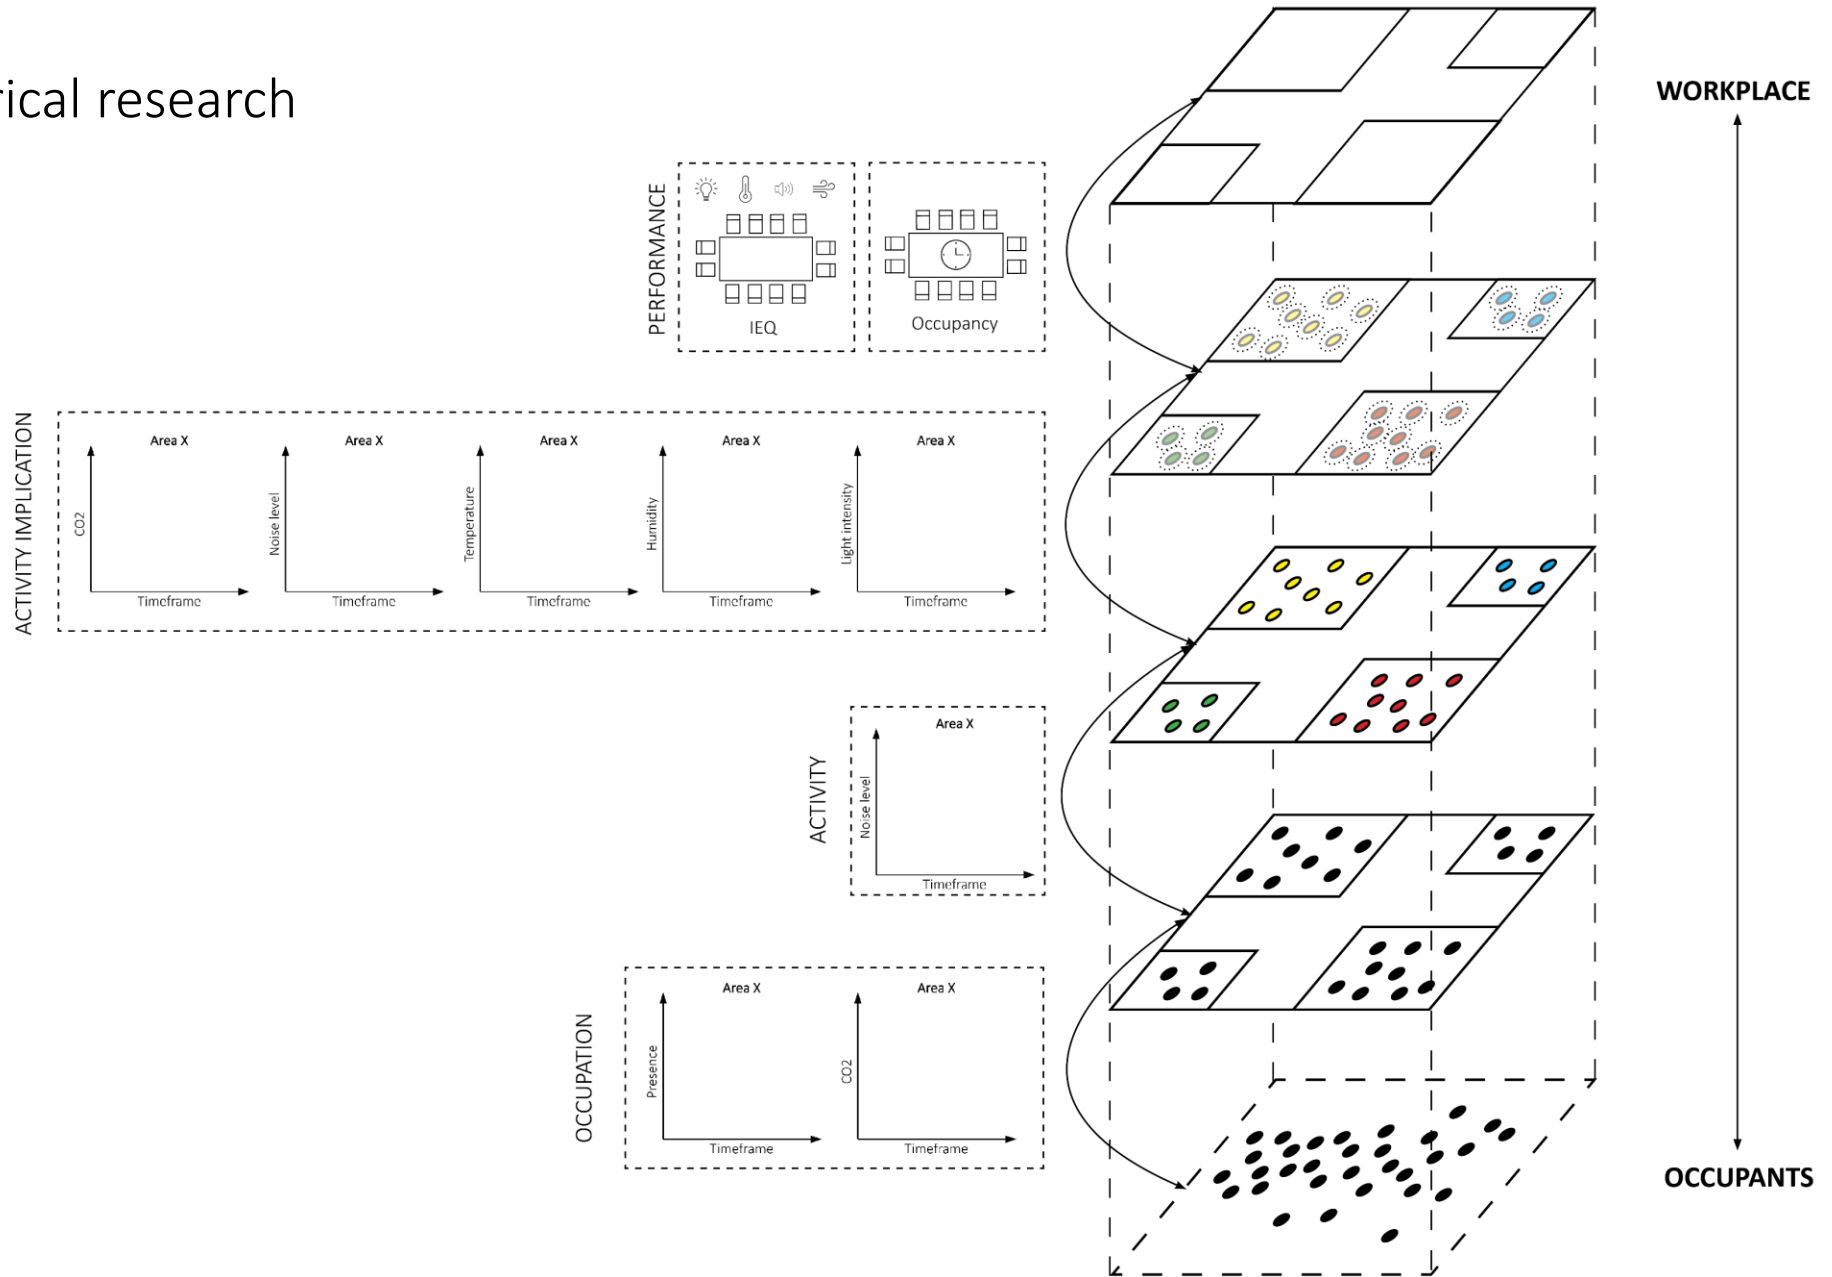 rical research
WORKPLACE
PERFORMANCE
IEQ
Occupancy
ACTIVITY IMPLICATION
Area X
CO2
Timeframe
Area X
Noise level
Timeframe
Area X
Temperature
Timeframe
Area X
Humidity
Timeframe
Area X
Light intensity
Timeframe
ACTIVITY
Area X
Noise level
Timeframe
OCCUPATION
Area X
Presence
Timeframe
Area X
CO2
Timeframe
OCCUPANTS